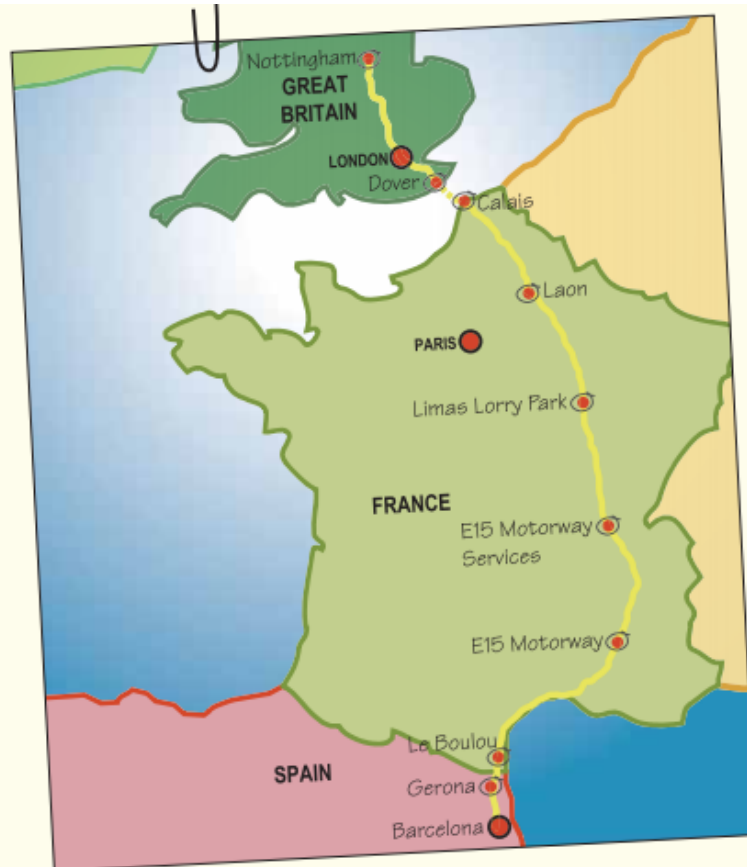 Nottingham
GREAT
BRITAIN
LONDON
Dover
Calais
Laon
PARIS
Limas Lorry Park
FRANCE
E15 Motorway
Services
E15 Motorway
Le Boulou
SPAIN
Gerona
Barcelona